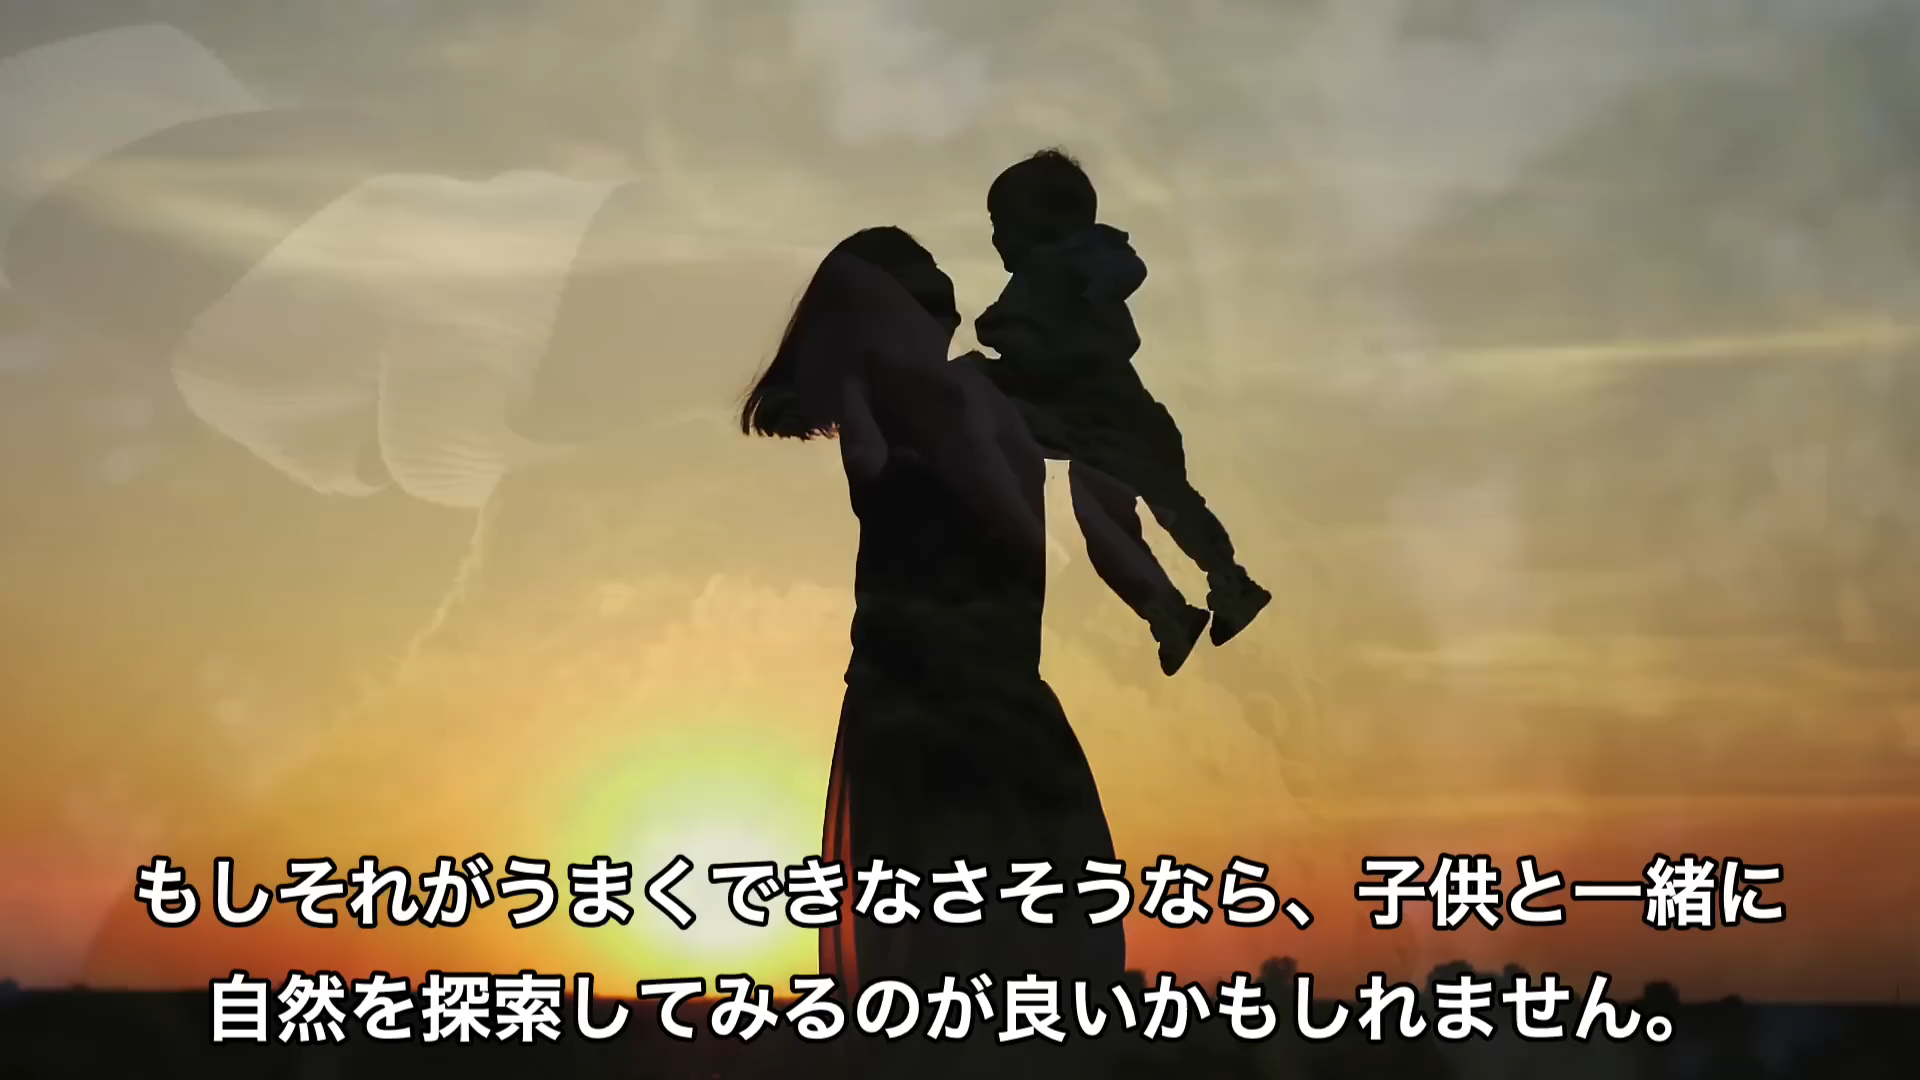 もしそれがうまくできなさそうなら、子供と一緒に
自然を探索してみるのが良いかもしれません。